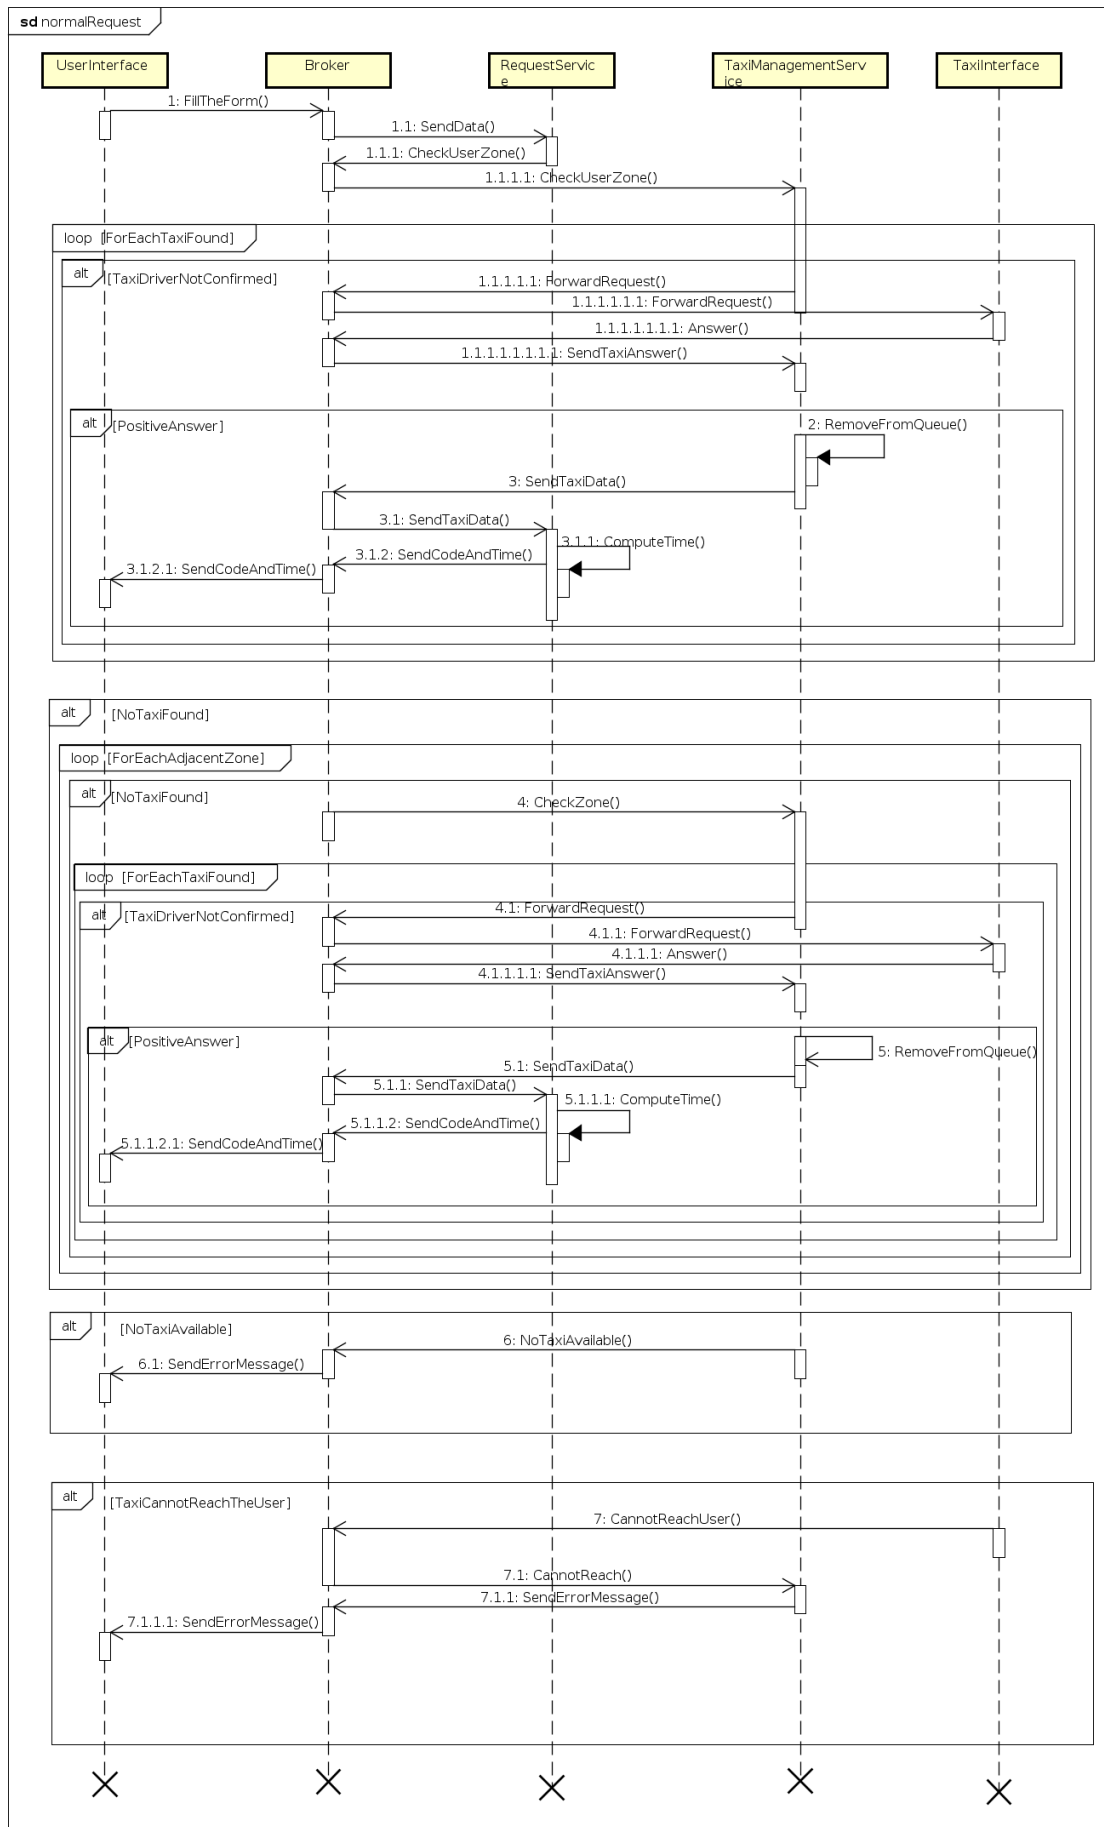 sd normalRequest
UserInterface
Broker
RequestServic
e
TaxiManagementServ
ice
TaxiInterface
1: FillTheForm()
1.1: SendData()
1.1.1: CheckUserZone()
1.1.1.1: CheckUserZone()
loop [ForEachTaxiFound]
alt [TaxiDriverNotConfirmed]
1.1.1.1.1: ForwardRequest()
1.1.1.1.1.1: ForwardRequest()
1.1.1.1.1.1.1: Answer()
1.1.1.1.1.1.1.1: SendTaxiAnswer()
alt [PositiveAnswer]
2: RemoveFromQueue()
3: SendTaxiData()
3.1: SendTaxiData()
3.1.1: ComputeTime()
3.1.2: SendCodeAndTime()
3.1.2.1: SendCodeAndTime()
alt [NoTaxiFound]
loop [ForEachAdjacentZone]
alt [NoTaxiFound]
4: CheckZone()
loop [ForEachTaxiFound]
alt [TaxiDriverNotConfirmed]
4.1: ForwardRequest()
4.1.1: ForwardRequest()
4.1.1.1: Answer()
4.1.1.1.1: SendTaxiAnswer()
alt [PositiveAnswer]
5: RemoveFromQueue()
5.1: SendTaxiData()
5.1.1: SendTaxiData()
5.1.1.1: ComputeTime()
5.1.1.2: SendCodeAndTime()
5.1.1.2.1: SendCodeAndTime()
alt [NoTaxiAvailable]
6: NoTaxiAvailable()
6.1: SendErrorMessage()
alt [TaxiCannotReachTheUser]
7: CannotReachUser()
7.1: CannotReach()
7.1.1: SendErrorMessage()
7.1.1.1: SendErrorMessage()